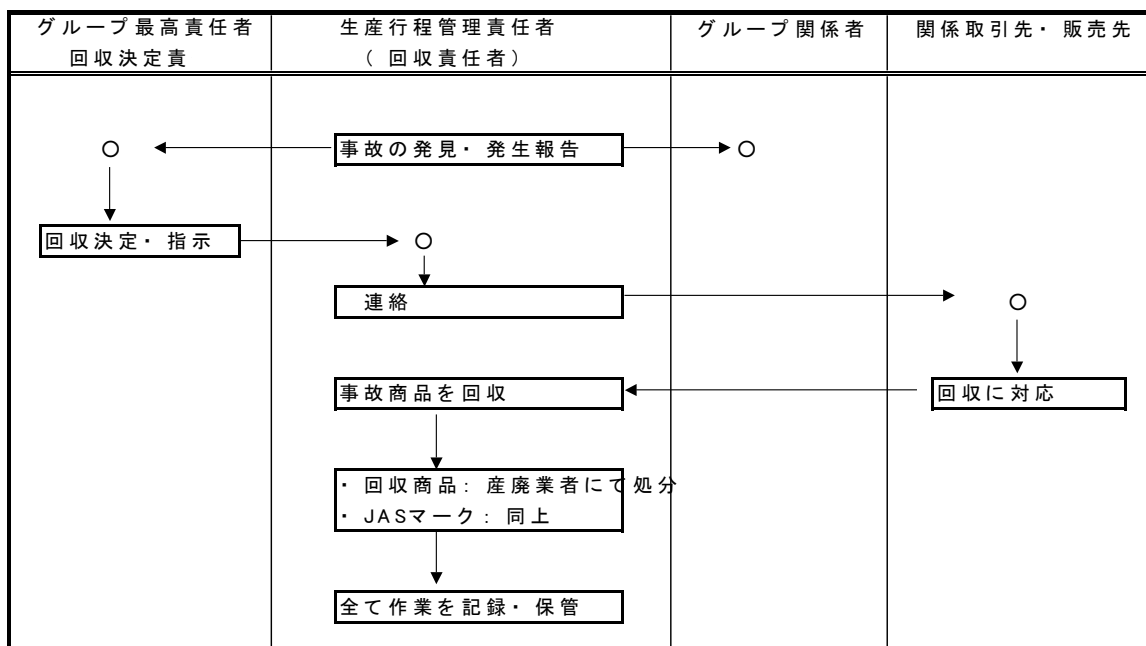 グループ最高責任者
回収決定責
生産行程管理責任者
(回収責任者)
グループ関係者
関係取引先・販売先
事故の発見・発生報告
回収決定・指示
連絡
事故商品を回収
回収に対応
・回収商品:産廃業者にて処分
・JASマーク:同上
全て作業を記録・保管